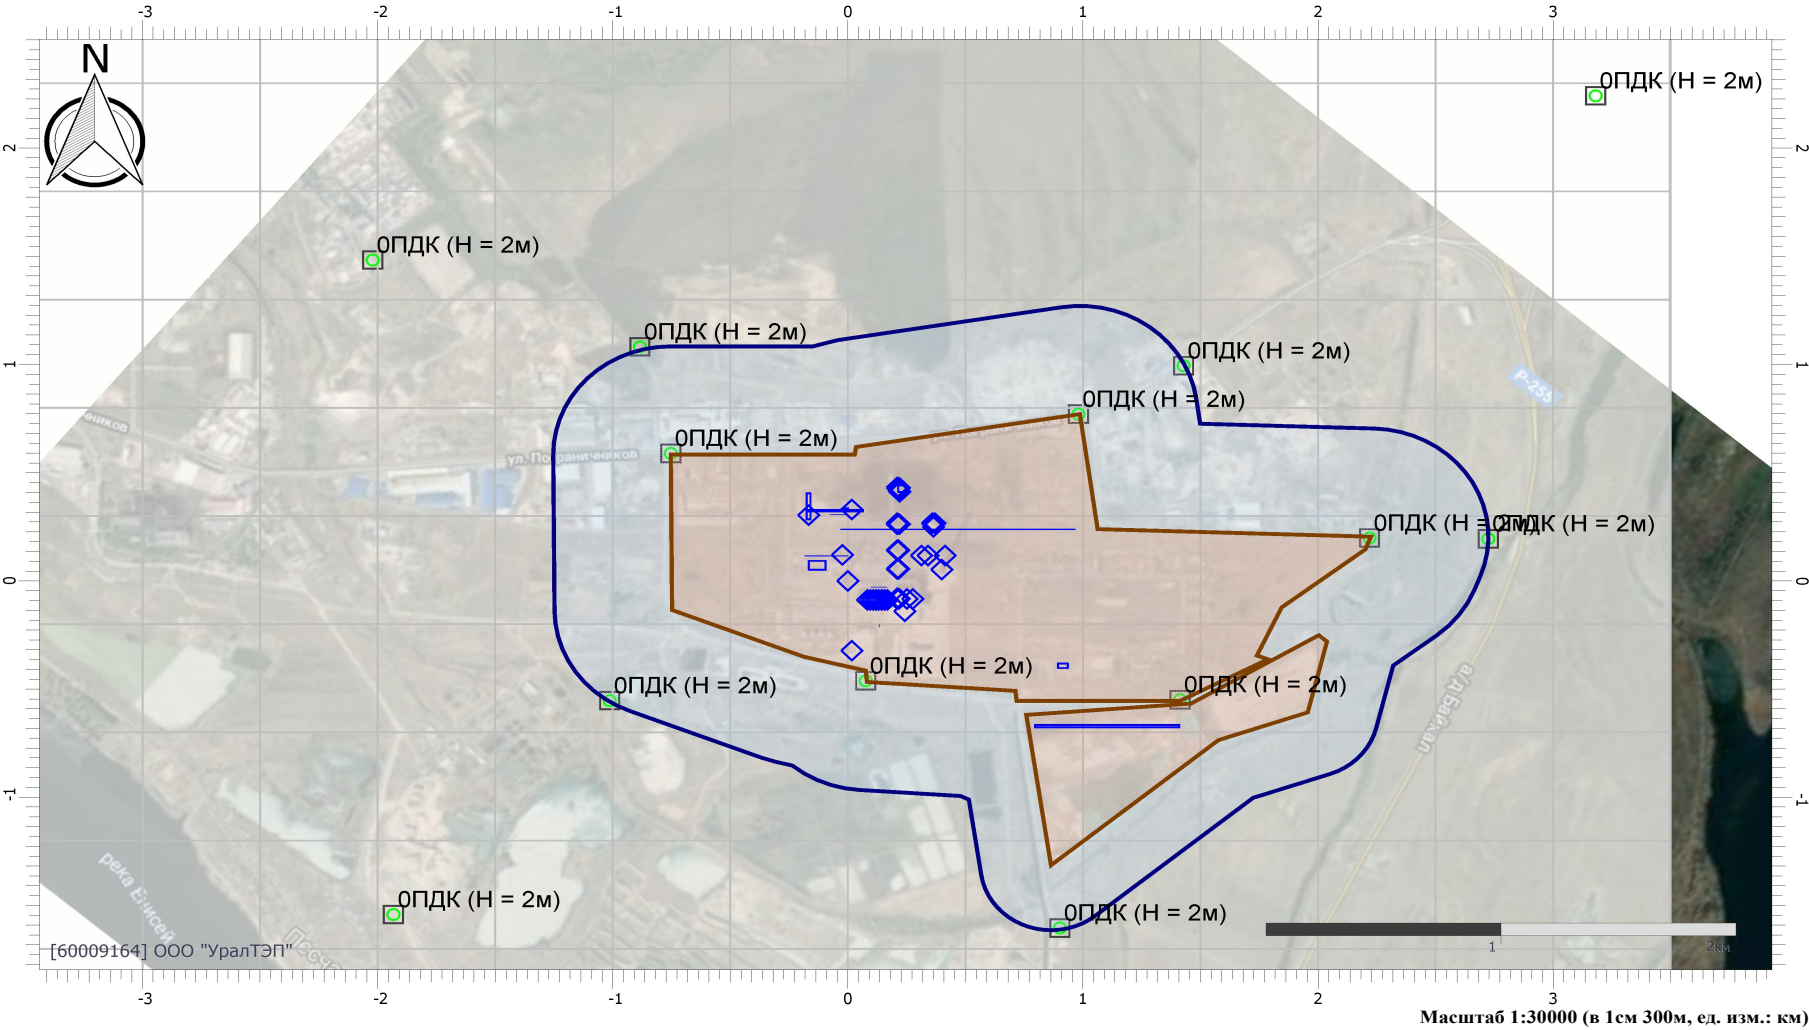 -3 -2 -1 0 1 2 3
N
0ПДК (Н = 2м)
2 2
0ПДК (Н = 2м)
0ПДК (Н = 2м)
0ПДК (Н = 2м)
1 1
Р-255
0ПДК (Н = 2м)
ул. Пограничников
0ПДК (Н = 2м)
ул. Пограничников
0ПДК (Н = 2м)
0ПДК (Н = 2м)
0 0
0ПДК (Н = 2м)
0ПДК (Н = 2м)
0ПДК (Н = 2м)
а/д Байкал
-1 -1
река Енисей
0ПДК (Н = 2м)
0ПДК (Н = 2м)
[60009164] ООО "УралТЭП"
1 2км
-3 -2 -1 0 1 2 3
Масштаб 1:30000 (в 1см 300м, ед. изм.: км)